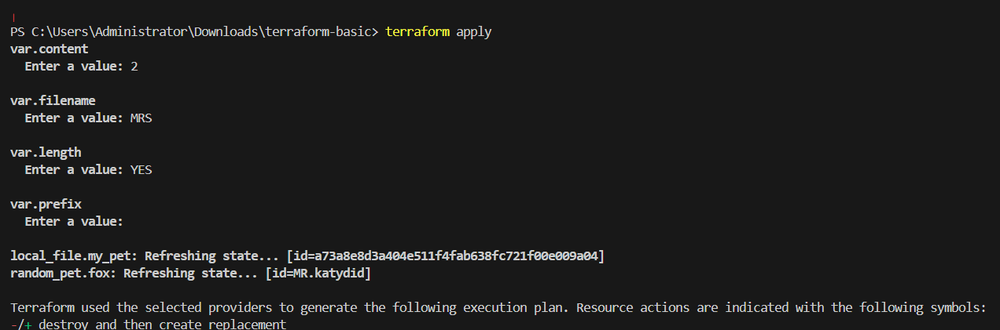 PS C:\Users\Administrator\Downloads\terraform-basic> terraform apply
var.content
  Enter a value: 2
var.filename
  Enter a value: MRS
var.length
  Enter a value: YES
var.prefix
  Enter a value:
local_file.my_pet: Refreshing state... [id=a73a8e8d3a404e511f4fab638fc721f00e009a04]
random_pet.fox: Refreshing state... [id=MR.katydid]
Terraform used the selected providers to generate the following execution plan. Resource actions are indicated with the following symbols:
-/+ destroy and then create replacement